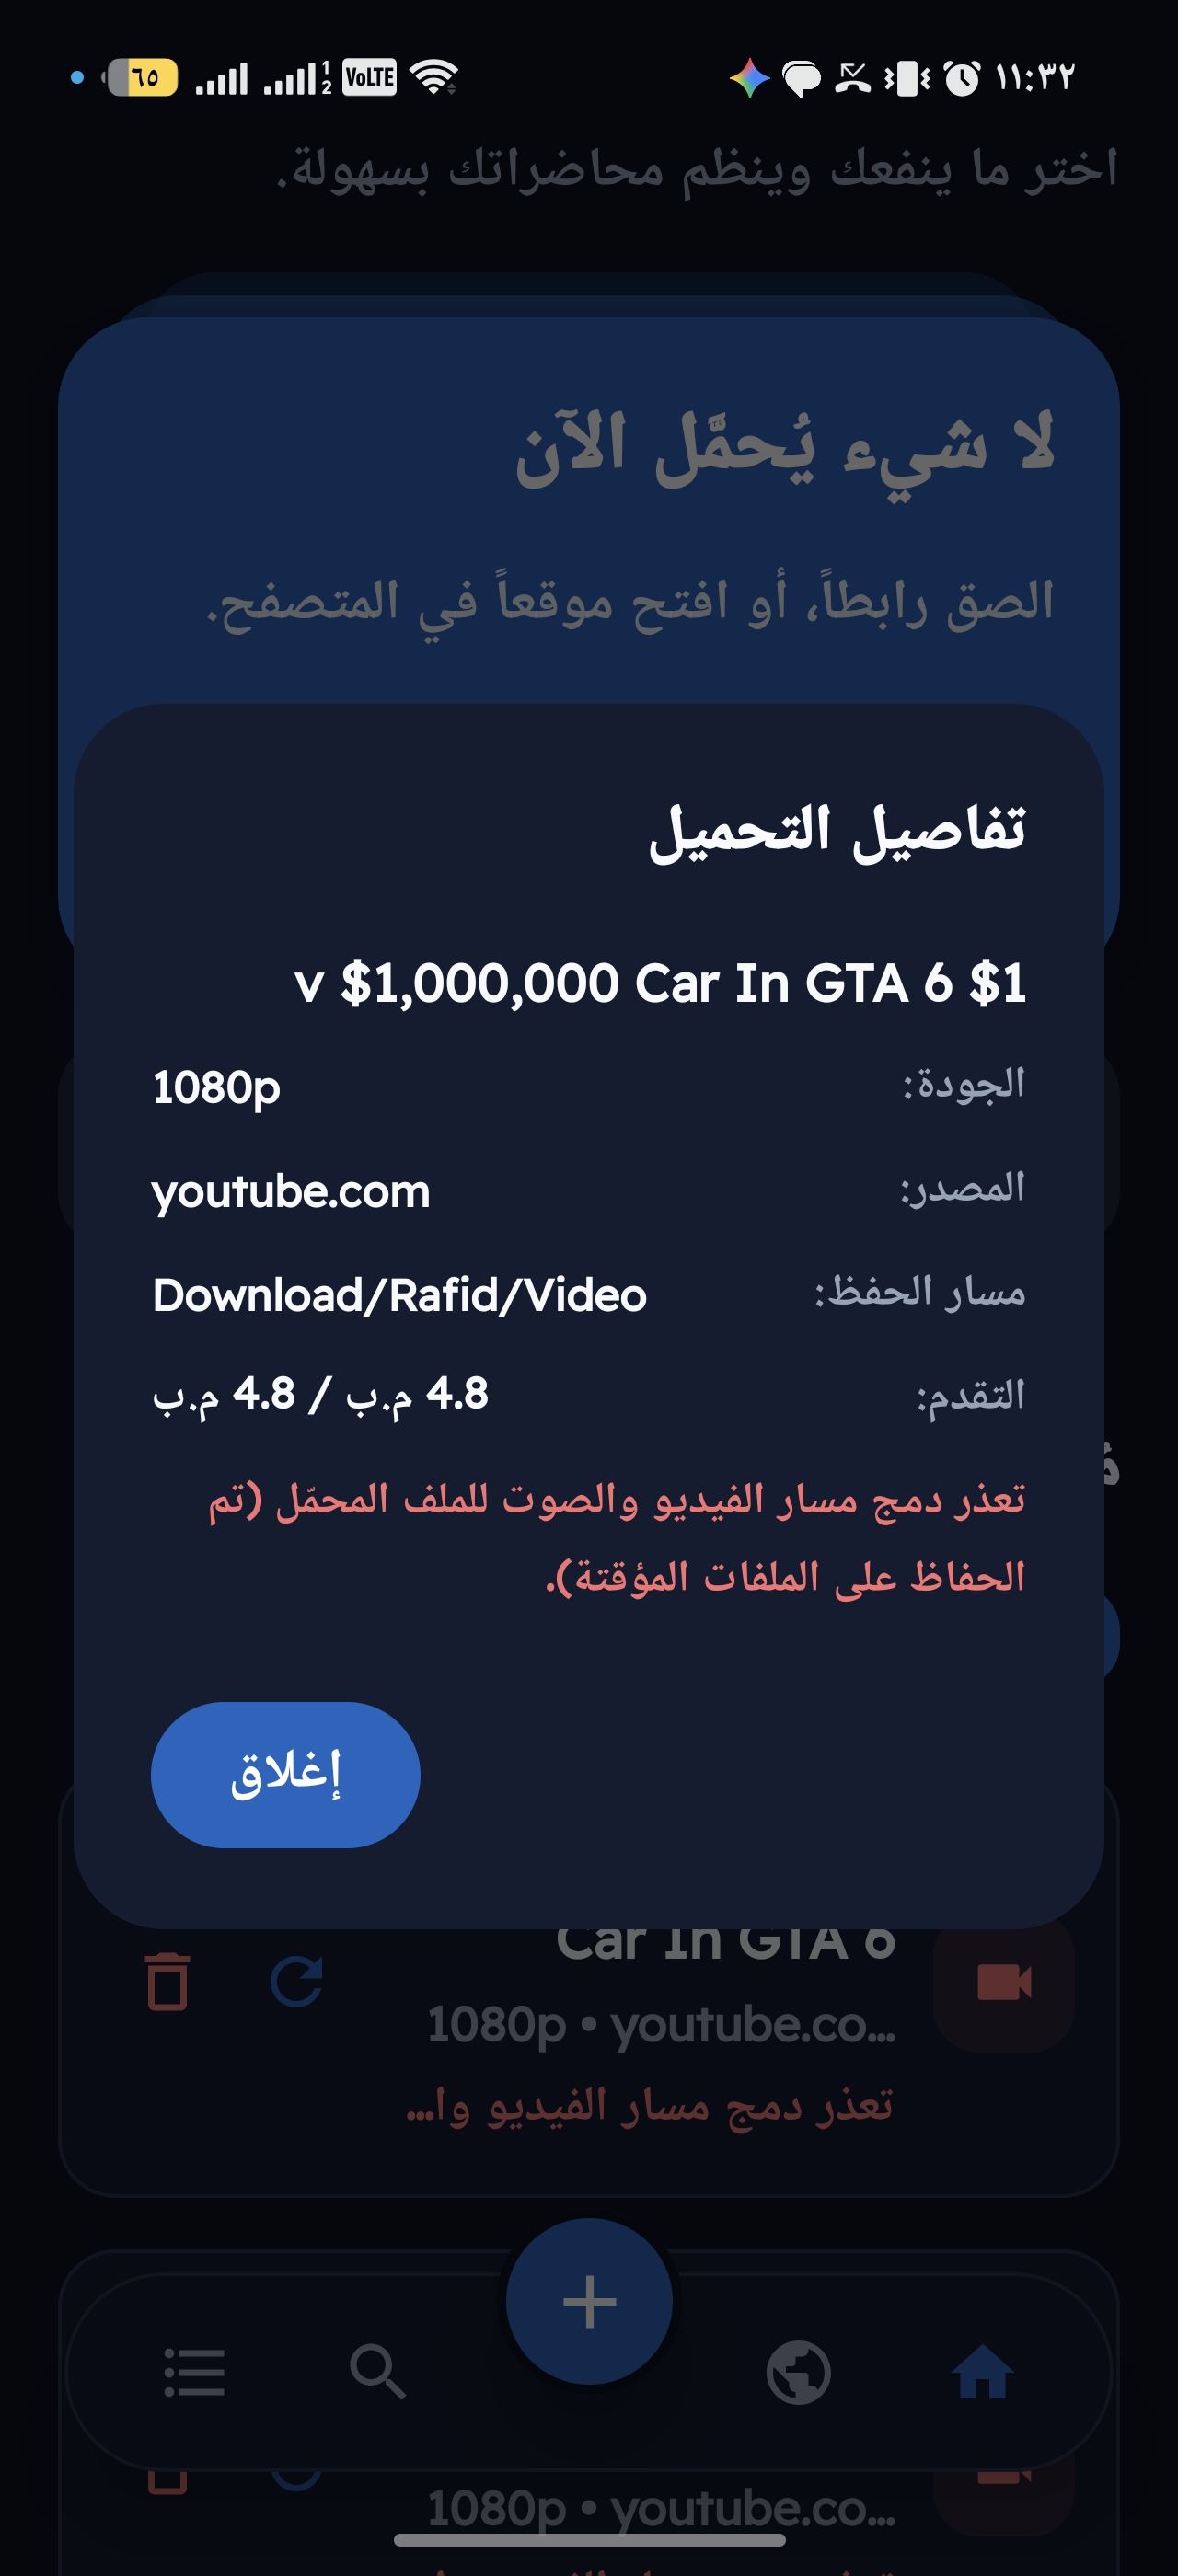 ٦٥
1
2
VoLTE
١١:٣٢
اختر ما ينفعك وينظم محاضراتك بسهولة.
لا شيء يُحمَّل الآن
الصق رابطاً، أو افتح موقعاً في المتصفح.
تفاصيل التحميل
v $1,000,000 Car In GTA 6 $1
الجودة: 1080p
المصدر: youtube.com
مسار الحفظ: Download/Rafid/Video
التقدم: 4.8 م.ب / 4.8 م.ب
تعذر دمج مسار الفيديو والصوت للملف المحمّل (تم
الحفاظ على الملفات المؤقتة).
إغلاق
Car In GTA 6
1080p • youtube.co...
تعذر دمج مسار الفيديو وا...
1080p • youtube.co...